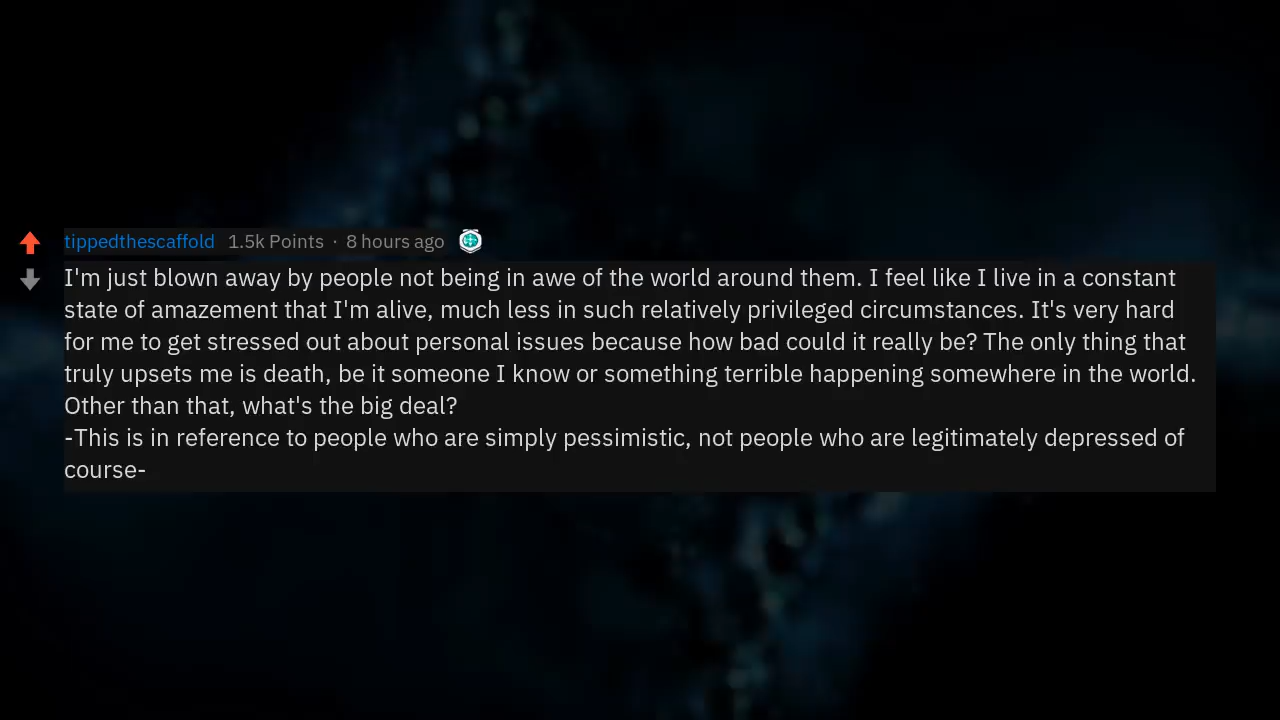 tippedthescaffold 1.5k Points · 8 hours ago
I'm just blown away by people not being in awe of the world around them. I feel like I live in a constant
state of amazement that I'm alive, much less in such relatively privileged circumstances. It's very hard
for me to get stressed out about personal issues because how bad could it really be? The only thing that
truly upsets me is death, be it someone I know or something terrible happening somewhere in the world.
Other than that, what's the big deal?
-This is in reference to people who are simply pessimistic, not people who are legitimately depressed of
course-